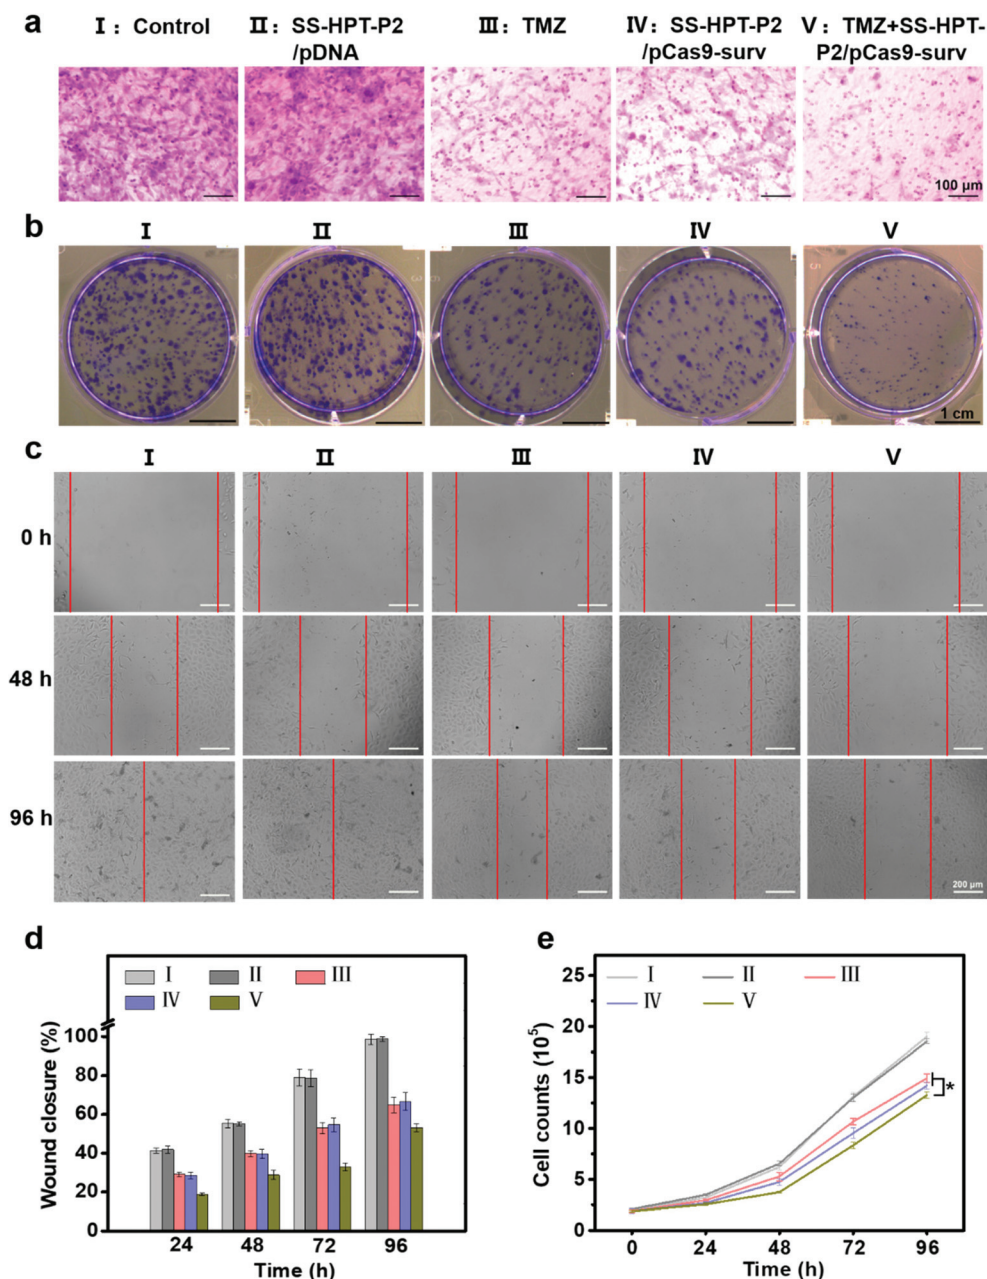 a
Ⅰ : Control
Ⅱ : SS-HPT-P2
/pDNA
Ⅲ : TMZ
Ⅳ : SS-HPT-P2
/pCas9-surv
Ⅴ : TMZ+SS-HPT-
P2/pCas9-surv
100 μm
b
Ⅰ Ⅱ Ⅲ Ⅳ Ⅴ
1 cm
c
Ⅰ Ⅱ Ⅲ Ⅳ Ⅴ
0 h
48 h
96 h
200 μm
d
Ⅰ Ⅱ Ⅲ
Ⅳ Ⅴ
Wound closure (%)
100
80
60
40
20
0
24 48 72 96
Time (h)
e
Ⅰ Ⅱ Ⅲ
Ⅳ Ⅴ
Cell counts (10⁵)
25
20
15
10
5
0
*
0 24 48 72 96
Time (h)